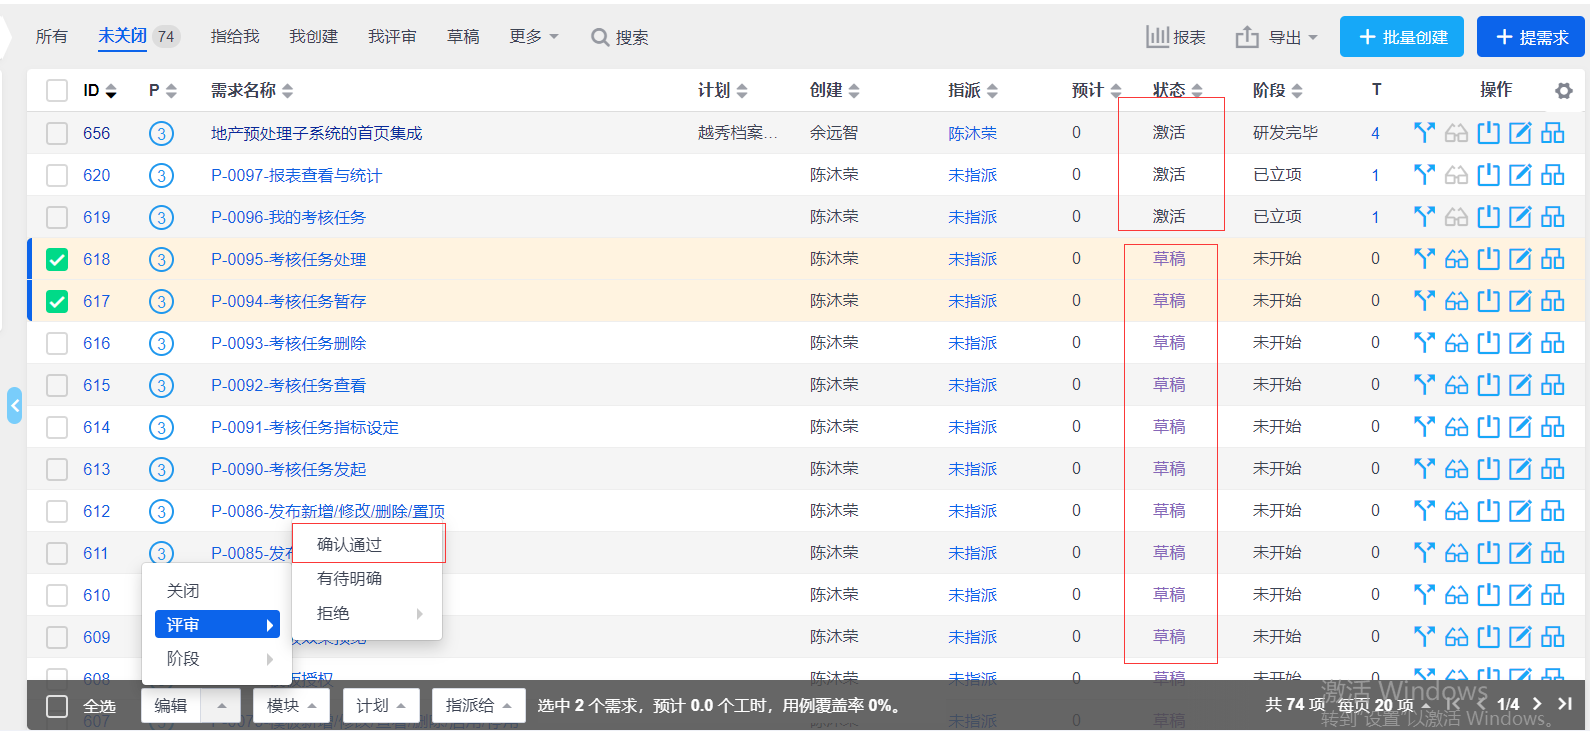 所有 未关闭 74 指给我 我创建 我评审 草稿 更多 搜索 报表 导出 + 批量创建 + 提需求
ID P 需求名称 计划 创建 指派 预计 状态 阶段 T 操作
656 3 地产预处理子系统的首页集成 越秀档案... 余远智 陈沐荣 0 激活 研发完毕 4
620 3 P-0097-报表查看与统计 陈沐荣 未指派 0 激活 已立项 1
619 3 P-0096-我的考核任务 陈沐荣 未指派 0 激活 已立项 1
618 3 P-0095-考核任务处理 陈沐荣 未指派 0 草稿 未开始 0
617 3 P-0094-考核任务暂存 陈沐荣 未指派 0 草稿 未开始 0
616 3 P-0093-考核任务删除 陈沐荣 未指派 0 草稿 未开始 0
615 3 P-0092-考核任务查看 陈沐荣 未指派 0 草稿 未开始 0
614 3 P-0091-考核任务指标设定 陈沐荣 未指派 0 草稿 未开始 0
613 3 P-0090-考核任务发起 陈沐荣 未指派 0 草稿 未开始 0
612 3 P-0086-发布新增/修改/删除/置顶 陈沐荣 未指派 0 草稿 未开始 0
611 3 P-0085-发布 陈沐荣 未指派 0 草稿 未开始 0
610 陈沐荣 未指派 0 草稿 未开始 0
609 陈沐荣 未指派 0 草稿 未开始 0
608 授权 陈沐荣 未指派 0 草稿 未开始 0
607
确认通过
有待明确
拒绝
关闭
评审
阶段
全选 编辑 模块 计划 指派给 选中 2 个需求，预计 0.0 个工时，用例覆盖率 0%。 共 74 项 每页 20 项 1/4
激活 Windows
转到"设置"以激活 Windows。